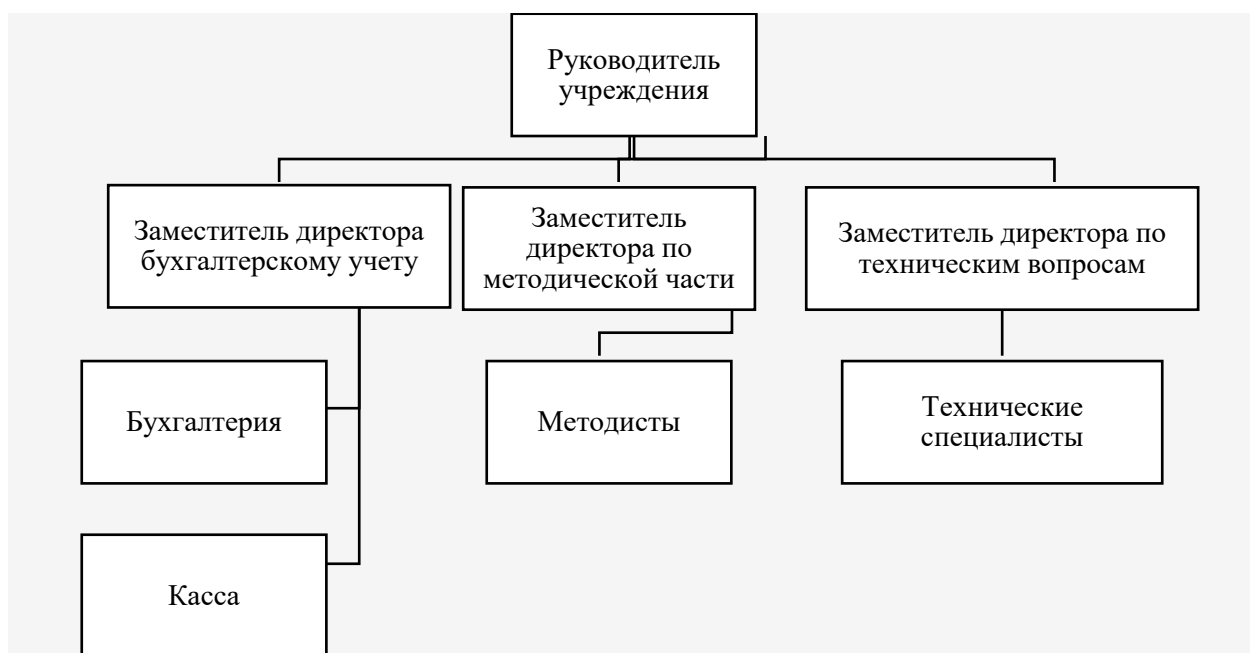 Руководитель
учреждения
Заместитель директора
бухгалтерскому учету
Заместитель
директора по
методической части
Заместитель директора по
техническим вопросам
Бухгалтерия
Методисты
Технические
специалисты
Касса